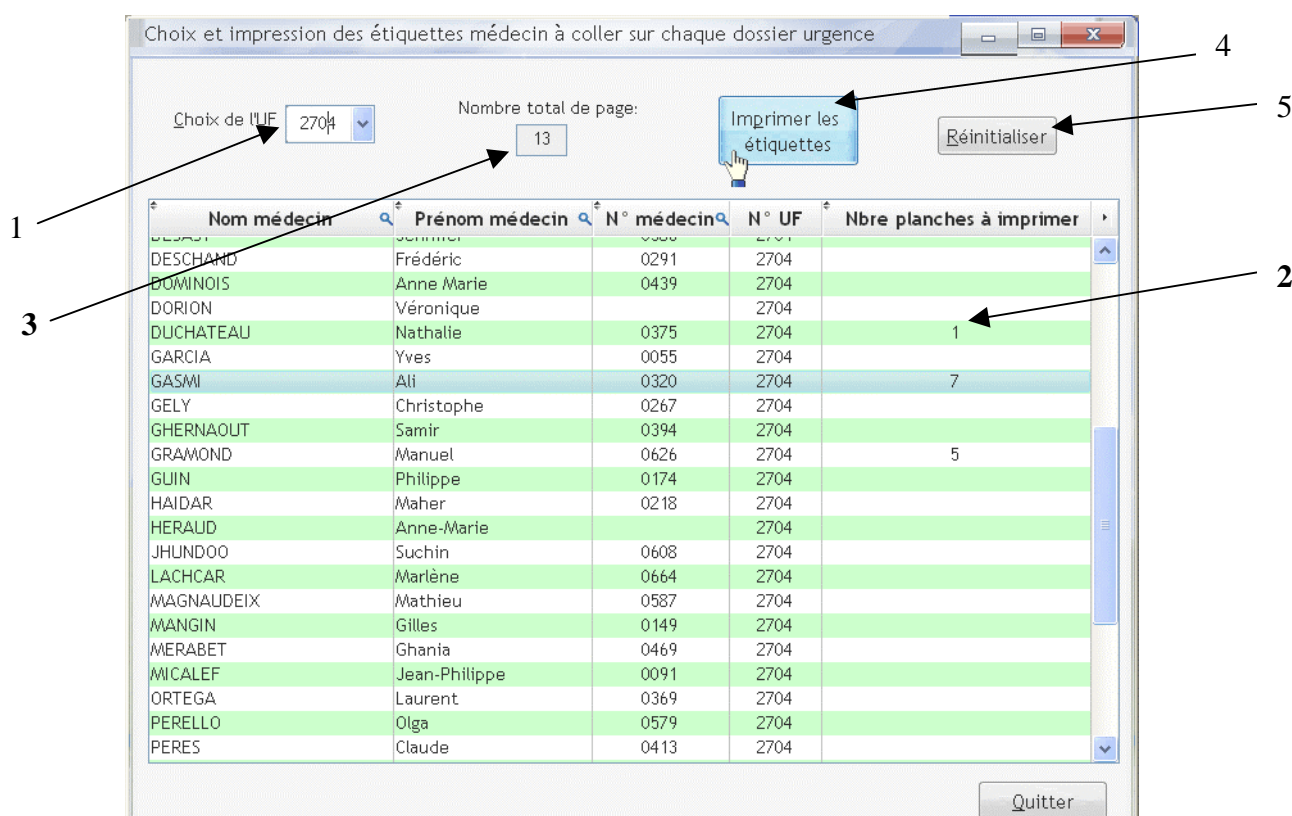 Choix et impression des étiquettes médecin à coller sur chaque dossier urgence
4
Choix de l'UF 2704
Nombre total de page:
13
Imprimer les
étiquettes
Réinitialiser
5
1
Nom médecin Prénom médecin N° médecin N° UF Nbre planches à imprimer
DESCHAND Frédéric 0291 2704
2
DOMINOIS Anne Marie 0439 2704
DORION Véronique 2704
3
DUCHATEAU Nathalie 0375 2704 1
GARCIA Yves 0055 2704
GASMI Ali 0320 2704 7
GELY Christophe 0267 2704
GHERNAOUT Samir 0394 2704
GRAMOND Manuel 0626 2704 5
GUIN Philippe 0174 2704
HAIDAR Maher 0218 2704
HERAUD Anne-Marie 2704
JHUNDOO Suchin 0608 2704
LACHCAR Marlène 0664 2704
MAGNAUDEIX Mathieu 0587 2704
MANGIN Gilles 0149 2704
MERABET Ghania 0469 2704
MICALEF Jean-Philippe 0091 2704
ORTEGA Laurent 0369 2704
PERELLO Olga 0579 2704
PERES Claude 0413 2704
Quitter